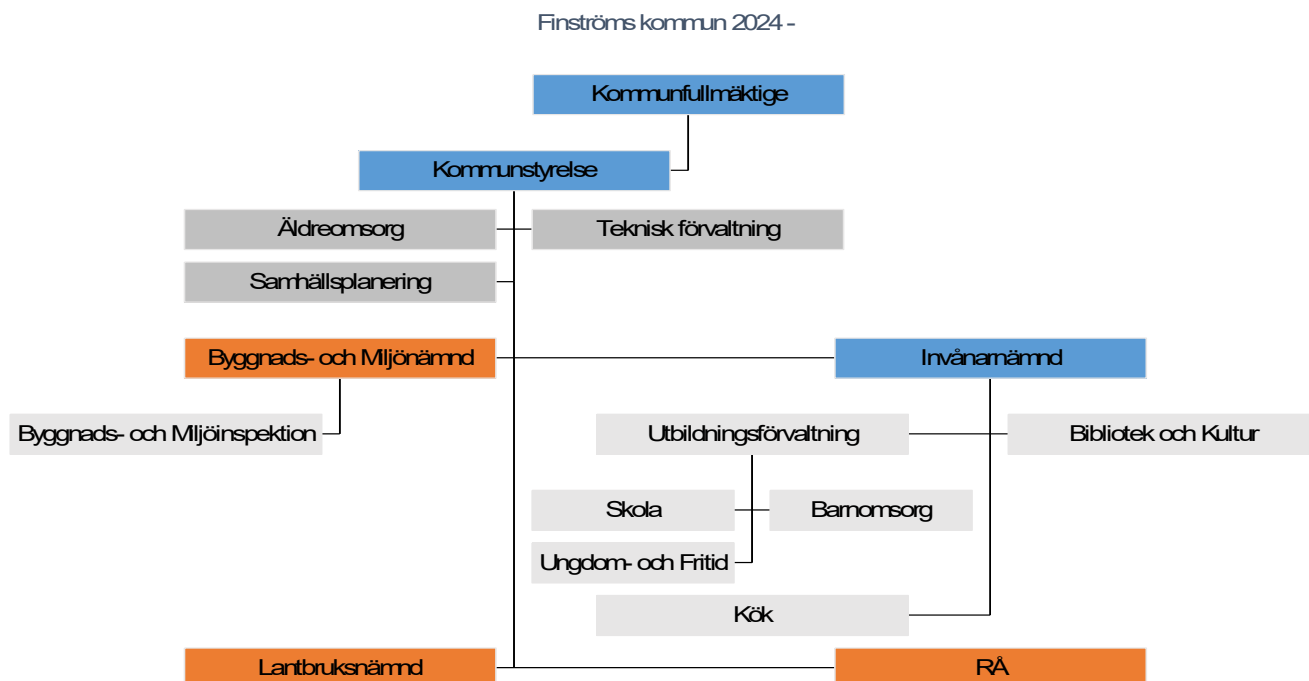 Finströms kommun 2024 -
Kommunfullmäktige
Kommunstyrelse
Äldreomsorg
Teknisk förvaltning
Samhällsplanering
Byggnads- och Miljönämnd
Invånarnämnd
Byggnads- och Miljöinspektion
Utbildningsförvaltning
Bibliotek och Kultur
Skola
Barnomsorg
Ungdom- och Fritid
Kök
Lantbruksnämnd
RÅ